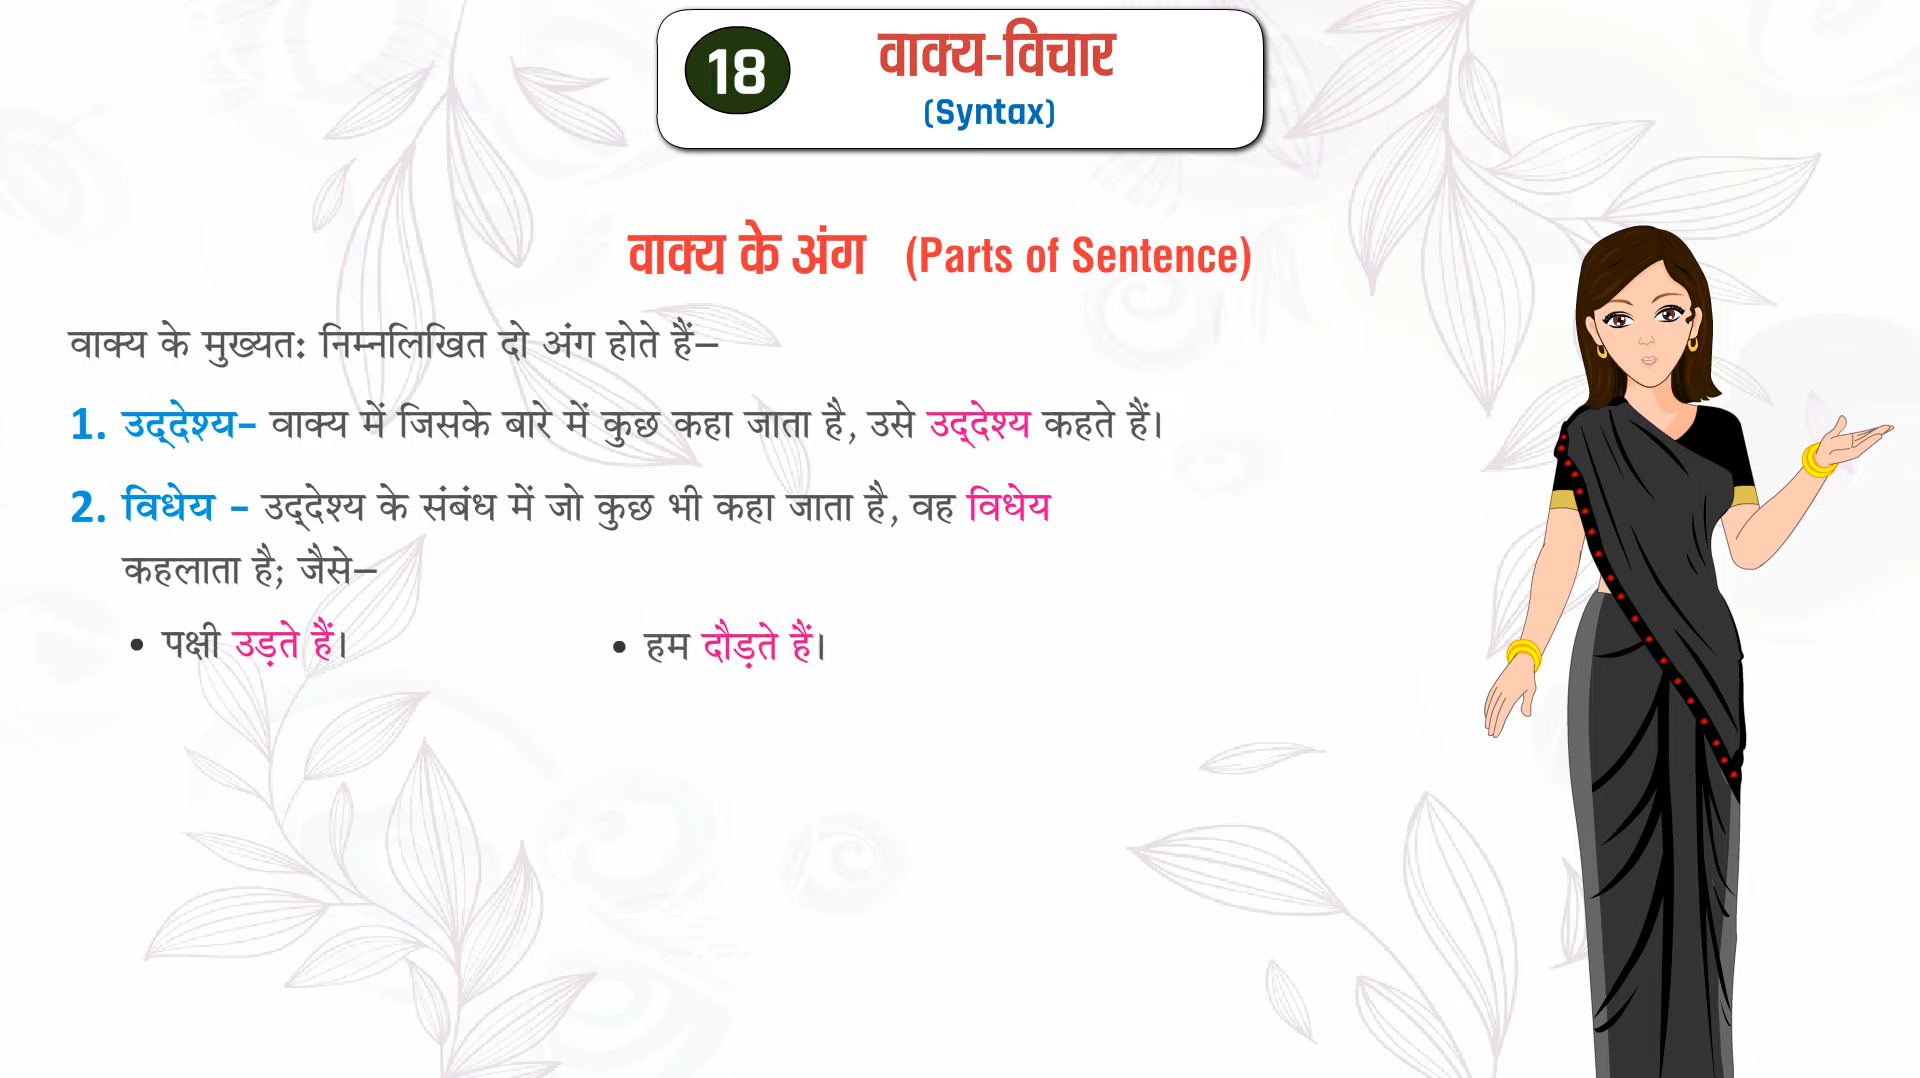 18
वाक्य-विचार
(Syntax)
वाक्य के अंग (Parts of Sentence)
वाक्य के मुख्यतः निम्नलिखित दो अंग होते हैं–
1. उद्‌देश्य– वाक्य में जिसके बारे में कुछ कहा जाता है, उसे उद्‌देश्य कहते हैं।
2. विधेय – उद्‌देश्य के संबंध में जो कुछ भी कहा जाता है, वह विधेय
कहलाता है; जैसे–
• पक्षी उड़ते हैं। • हम दौड़ते हैं।